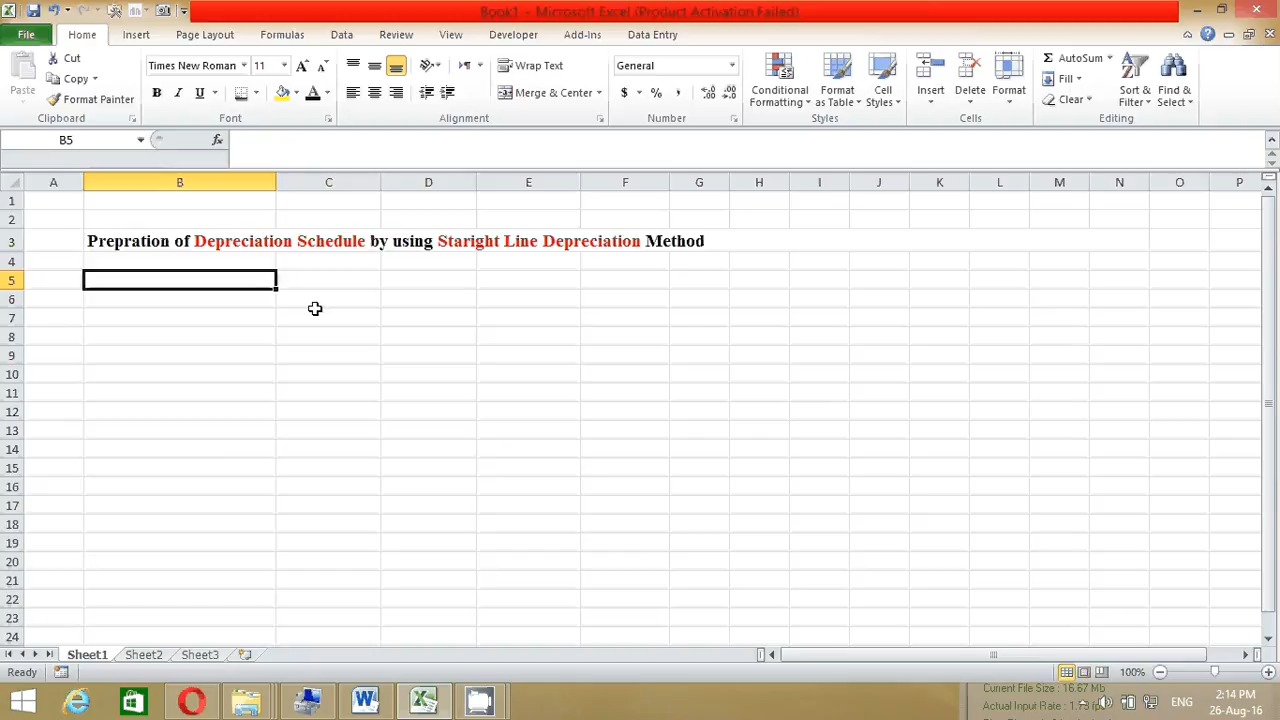 Book1 - Microsoft Excel (Product Activation Failed)
File Home Insert Page Layout Formulas Data Review View Developer Add-Ins Data Entry
Paste
Cut
Copy
Format Painter
Clipboard
Times New Roman 11
B I U A
Font
Wrap Text
Merge & Center
Alignment
General
$ % ,
Number
Conditional Formatting
Format as Table
Cell Styles
Styles
Insert Delete Format
Cells
Σ AutoSum
Fill
Clear
Sort & Filter
Find & Select
Editing
B5 fx
A B C D E F G H I J K L M N O P
1
2
3 Prepration of Depreciation Schedule by using Staright Line Depreciation Method
4
5
6
7
8
9
10
11
12
13
14
15
16
17
18
19
20
21
22
23
24
Sheet1 Sheet2 Sheet3
Ready 100%
Current File Size : 16.67 Mb
Actual Input Rate :
ENG
2:14 PM
26-Aug-16